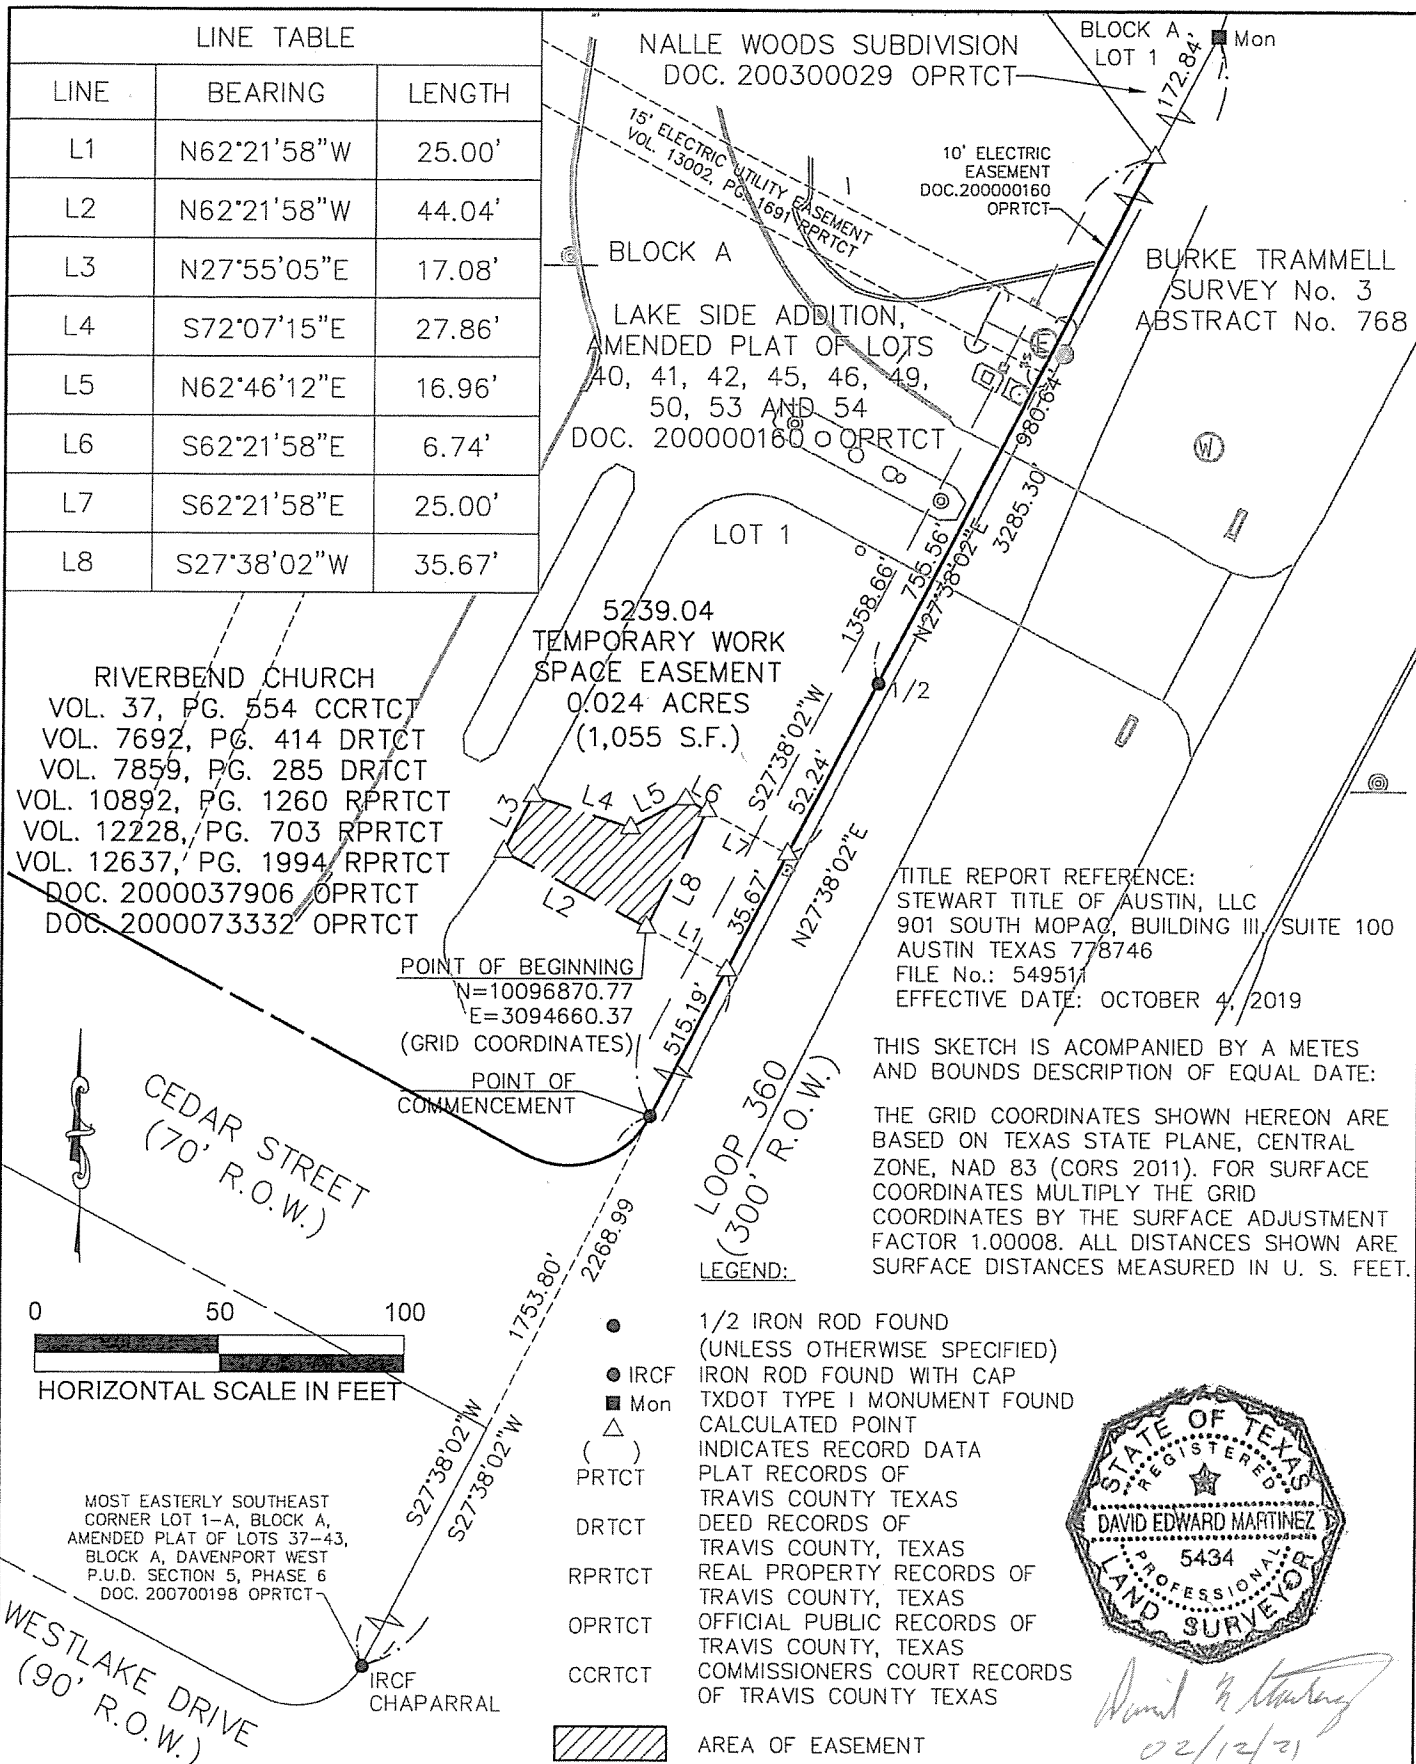 LINE TABLE
LINE BEARING LENGTH
L1 N62°21'58"W 25.00'
L2 N62°21'58"W 44.04'
L3 N27°55'05"E 17.08'
L4 S72°07'15"E 27.86'
L5 N62°46'12"E 16.96'
L6 S62°21'58"E 6.74'
L7 S62°21'58"E 25.00'
L8 S27°38'02"W 35.67'
NALLE WOODS SUBDIVISION
DOC. 200300029 OPRTCT
BLOCK A
LOT 1
Mon
172.84'
15' ELECTRIC UTILITY EASEMENT
VOL. 13002, PG. 1691 RPRTCT
1
10' ELECTRIC
EASEMENT
DOC.200000160
OPRTCT
BLOCK A
BURKE TRAMMELL
SURVEY No. 3
ABSTRACT No. 768
LAKE SIDE ADDITION,
AMENDED PLAT OF LOTS
40, 41, 42, 45, 46, 49,
50, 53 AND 54
DOC. 200000160 OPRTCT
E
W
980.64'
3285.30'
LOT 1
755.56'
N27°38'02"E
1358.66'
S27°38'02"W
1/2
5239.04
TEMPORARY WORK
SPACE EASEMENT
0.024 ACRES
(1,055 S.F.)
RIVERBEND CHURCH
VOL. 37, PG. 554 CCRTCT
VOL. 7692, PG. 414 DRTCT
VOL. 7859, PG. 285 DRTCT
VOL. 10892, PG. 1260 RPRTCT
VOL. 12228, PG. 703 RPRTCT
VOL. 12637, PG. 1994 RPRTCT
DOC. 2000037906 OPRTCT
DOC. 2000073332 OPRTCT
L3
L4
L5
L6
L7
L8
L2
L1
52.24'
35.67'
N27°38'02"E
515.19'
TITLE REPORT REFERENCE:
STEWART TITLE OF AUSTIN, LLC
901 SOUTH MOPAC, BUILDING III, SUITE 100
AUSTIN TEXAS 778746
FILE No.: 549511
EFFECTIVE DATE: OCTOBER 4, 2019
POINT OF BEGINNING
N=10096870.77
E=3094660.37
(GRID COORDINATES)
POINT OF
COMMENCEMENT
THIS SKETCH IS ACOMPANIED BY A METES
AND BOUNDS DESCRIPTION OF EQUAL DATE:
THE GRID COORDINATES SHOWN HEREON ARE
BASED ON TEXAS STATE PLANE, CENTRAL
ZONE, NAD 83 (CORS 2011). FOR SURFACE
COORDINATES MULTIPLY THE GRID
COORDINATES BY THE SURFACE ADJUSTMENT
FACTOR 1.00008. ALL DISTANCES SHOWN ARE
SURFACE DISTANCES MEASURED IN U. S. FEET.
CEDAR STREET
(70' R.O.W.)
LOOP 360
(300' R.O.W.)
1753.80'
2268.99
S27°38'02"W
S27°38'02"W
0 50 100
HORIZONTAL SCALE IN FEET
MOST EASTERLY SOUTHEAST
CORNER LOT 1-A, BLOCK A,
AMENDED PLAT OF LOTS 37-43,
BLOCK A, DAVENPORT WEST
P.U.D. SECTION 5, PHASE 6
DOC. 200700198 OPRTCT
IRCF
CHAPARRAL
WESTLAKE DRIVE
(90' R.O.W.)
LEGEND:
1/2 IRON ROD FOUND
(UNLESS OTHERWISE SPECIFIED)
IRCF IRON ROD FOUND WITH CAP
Mon TXDOT TYPE I MONUMENT FOUND
CALCULATED POINT
( ) INDICATES RECORD DATA
PRTCT PLAT RECORDS OF
TRAVIS COUNTY TEXAS
DRTCT DEED RECORDS OF
TRAVIS COUNTY, TEXAS
RPRTCT REAL PROPERTY RECORDS OF
TRAVIS COUNTY, TEXAS
OPRTCT OFFICIAL PUBLIC RECORDS OF
TRAVIS COUNTY, TEXAS
CCRTCT COMMISSIONERS COURT RECORDS
OF TRAVIS COUNTY TEXAS
AREA OF EASEMENT
STATE OF TEXAS
REGISTERED
DAVID EDWARD MARTINEZ
5434
PROFESSIONAL
LAND SURVEYOR
02/12/21